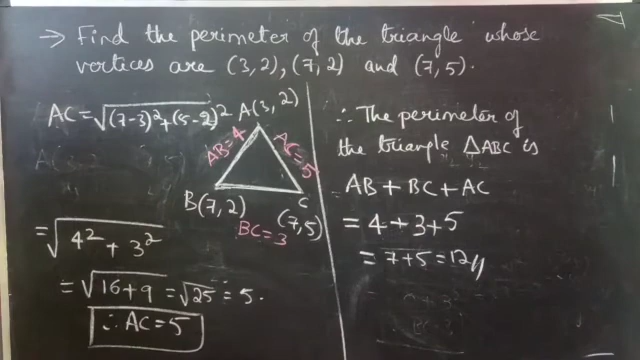 → Find the perimeter of the triangle whose
vertices are (3,2), (7,2) and (7,5).
AC = √(7-3)²+(5-2)²
A(3,2)
AB=4
AC=5
B(7,2)
C
(7,5)
BC=3
= √4² + 3²
= √16+9 = √25 = 5.
∴ AC=5
∴ The perimeter of
the triangle △ABC is
AB + BC + AC
= 4+3+5
= 7+5=12//